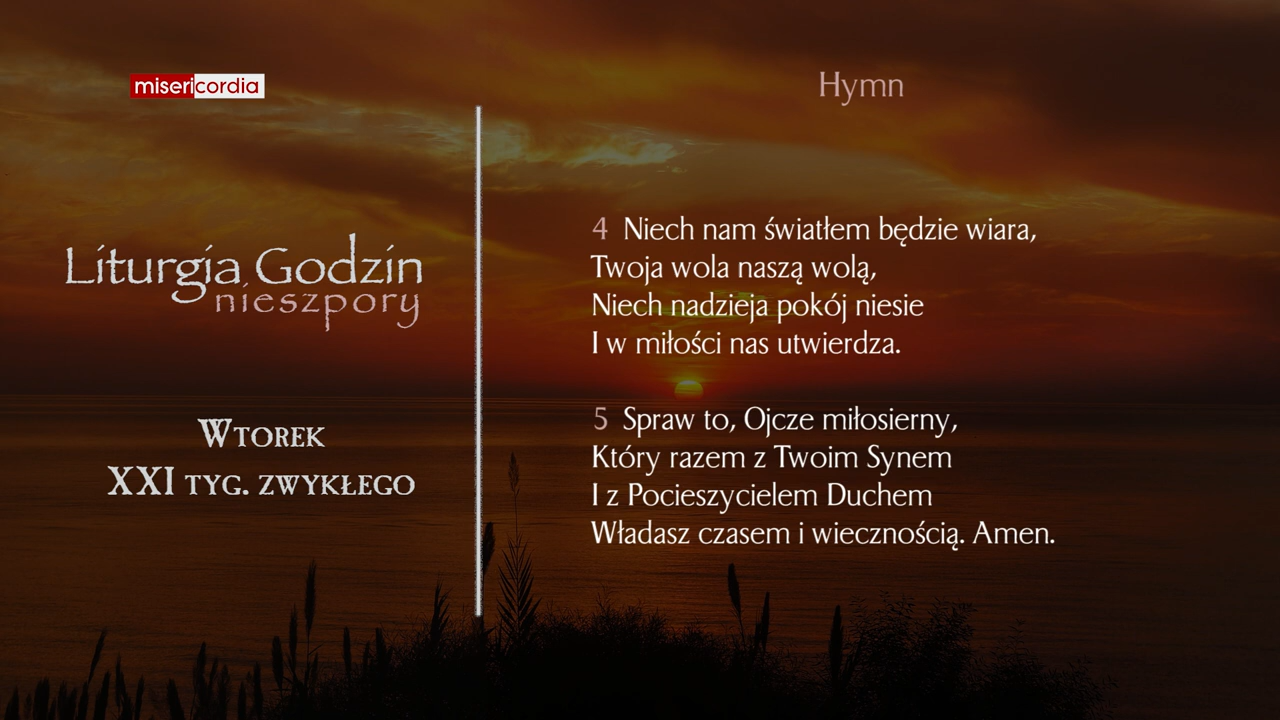 misericordia
Liturgia Godzin
nieszpory
Wtorek
XXI tyg. zwykłego
Hymn
4 Niech nam światłem będzie wiara,
Twoja wola naszą wolą,
Niech nadzieja pokój niesie
I w miłości nas utwierdza.
5 Spraw to, Ojcze miłosierny,
Który razem z Twoim Synem
I z Pocieszycielem Duchem
Władasz czasem i wiecznością. Amen.